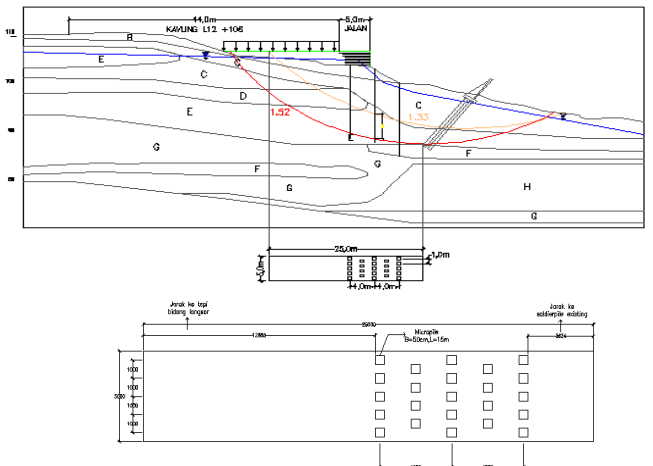 44,0m
5,0m
KAVLING L12 +106
JALAN
B
E
C
C
D
C
1.52
1.33
E
E
G
G
F
F
G
H
G
25,0m
5,0m
1,0m
4,0m
4,0m
Jarak ke tepi
bidang longsor
Jarak ke
soldierpile existing
Micropile
B=50cm,L=15m
1000
1000
1000
1000